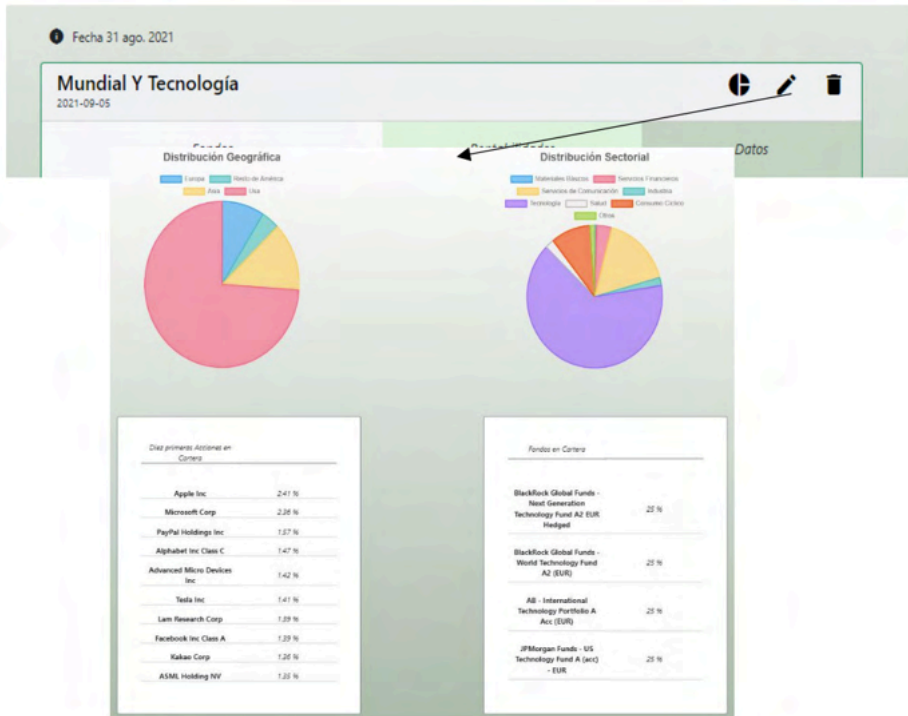 Fecha 31 ago. 2021
Mundial Y Tecnología
2021-09-05
Datos
Distribución Geográfica
Europa Resto de América
Asia Usa
Distribución Sectorial
Materiales Básicos Servicios Financieros
Servicios de Comunicación Industria
Tecnología Salud Consumo Cíclico
Otros
Diez primeras Acciones en
Cartera
Apple Inc 2.41 %
Microsoft Corp 2.36 %
PayPal Holdings Inc 1.57 %
Alphabet Inc Class C 1.47 %
Advanced Micro Devices
Inc 1.42 %
Tesla Inc 1.41 %
Lam Research Corp 1.39 %
Facebook Inc Class A 1.39 %
Kakao Corp 1.36 %
ASML Holding NV 1.35 %
Fondos en Cartera
BlackRock Global Funds -
Next Generation
Technology Fund A2 EUR
Hedged
25 %
BlackRock Global Funds -
World Technology Fund
A2 (EUR)
25 %
AB - International
Technology Portfolio A
Acc (EUR)
25 %
JPMorgan Funds - US
Technology Fund A (acc)
- EUR
25 %